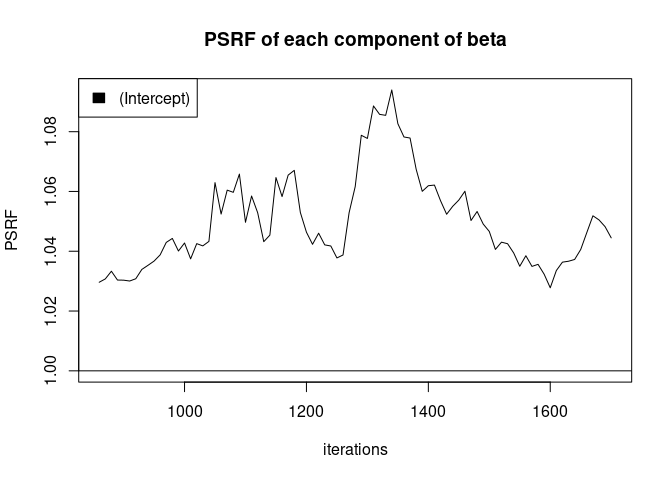 PSRF of each component of beta
(Intercept)
PSRF
1.08
1.06
1.04
1.02
1.00
1000 1200 1400 1600
iterations